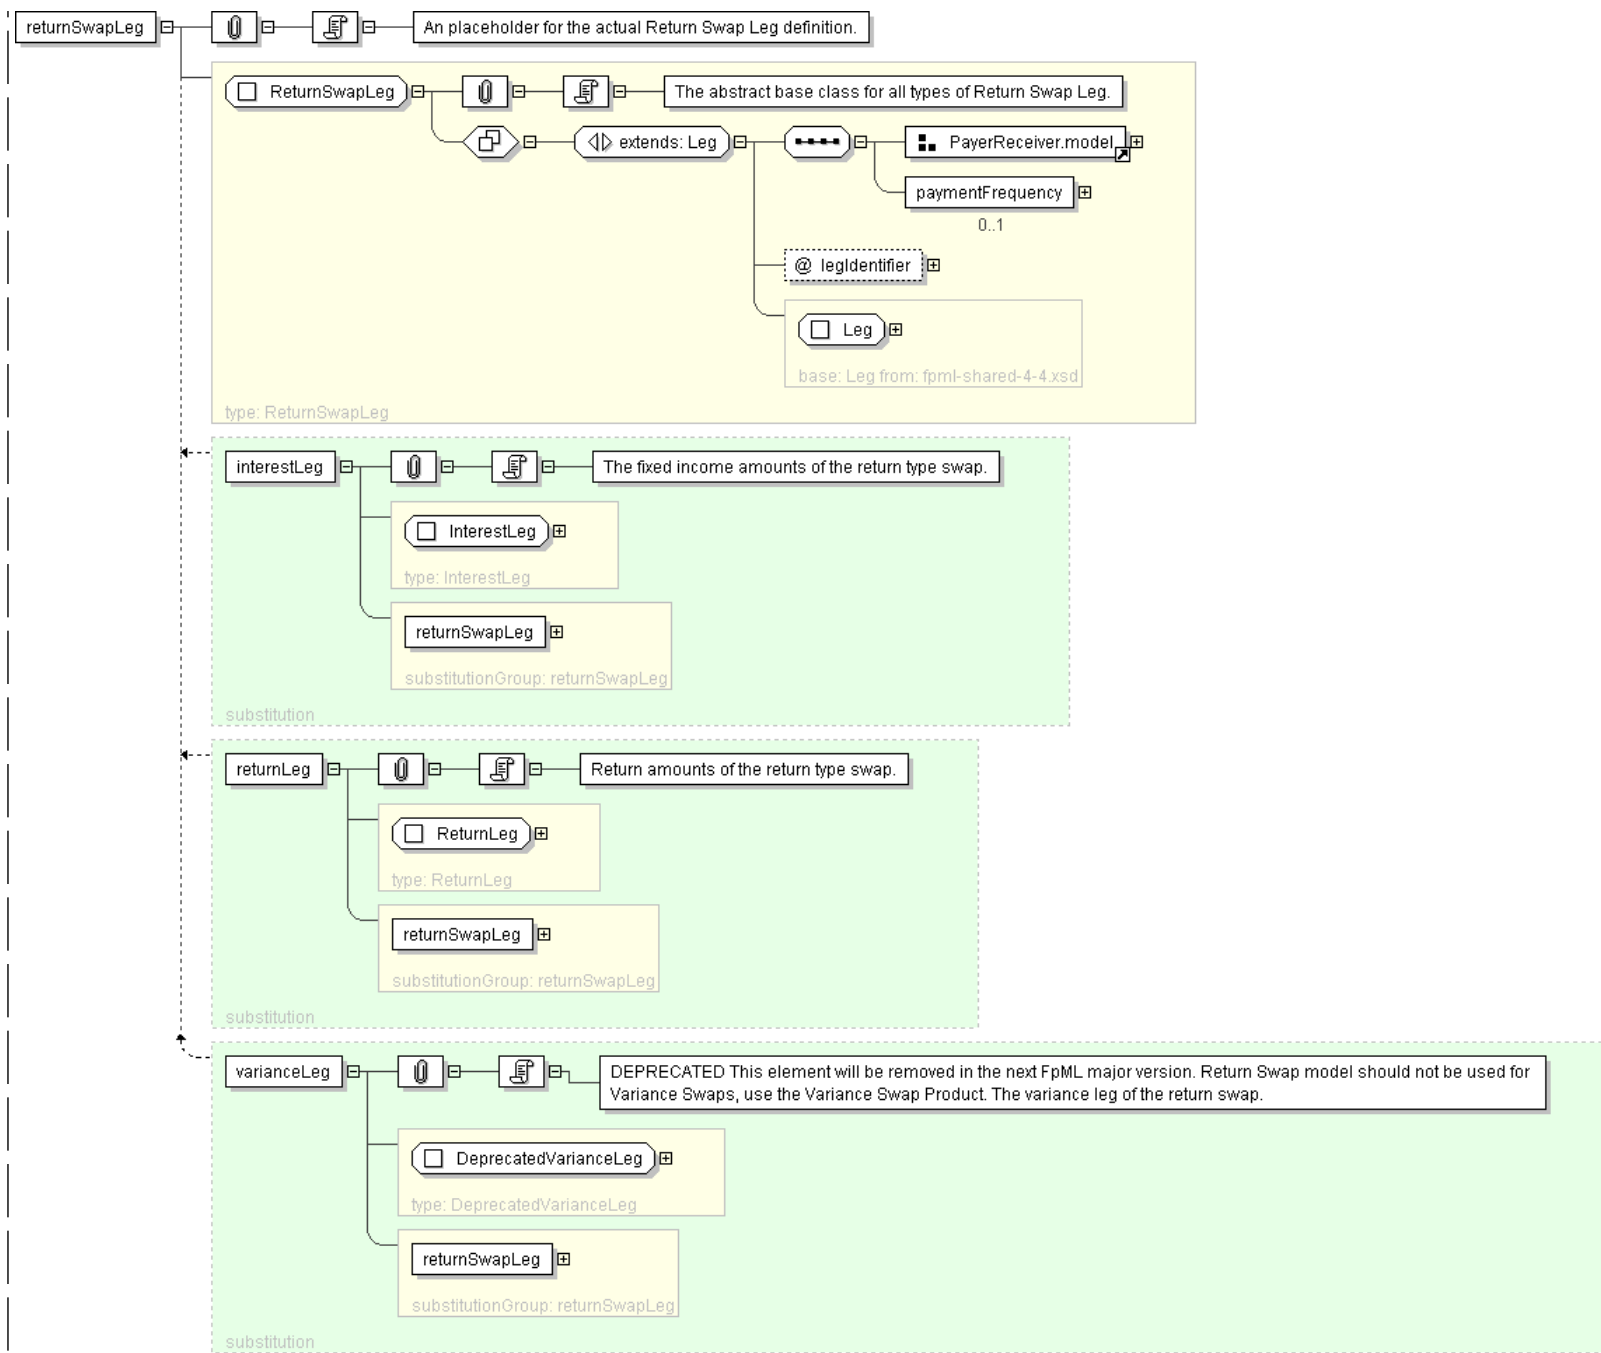 returnSwapLeg
An placeholder for the actual Return Swap Leg definition.
ReturnSwapLeg
The abstract base class for all types of Return Swap Leg.
extends: Leg
PayerReceiver.model
paymentFrequency
0..1
@ legIdentifier
Leg
base: Leg from: fpml-shared-4-4.xsd
type: ReturnSwapLeg
interestLeg
The fixed income amounts of the return type swap.
InterestLeg
type: InterestLeg
returnSwapLeg
substitutionGroup: returnSwapLeg
substitution
returnLeg
Return amounts of the return type swap.
ReturnLeg
type: ReturnLeg
returnSwapLeg
substitutionGroup: returnSwapLeg
substitution
varianceLeg
DEPRECATED This element will be removed in the next FpML major version. Return Swap model should not be used for
Variance Swaps, use the Variance Swap Product. The variance leg of the return swap.
DeprecatedVarianceLeg
type: DeprecatedVarianceLeg
returnSwapLeg
substitutionGroup: returnSwapLeg
substitution